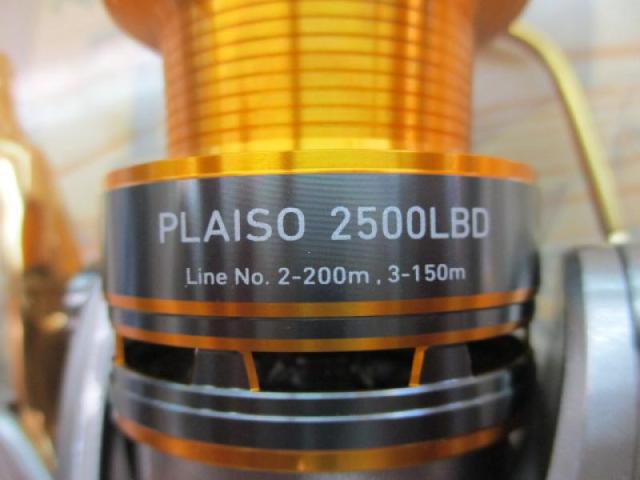 PLAISO 2500LBD
Line No. 2-200m , 3-150m